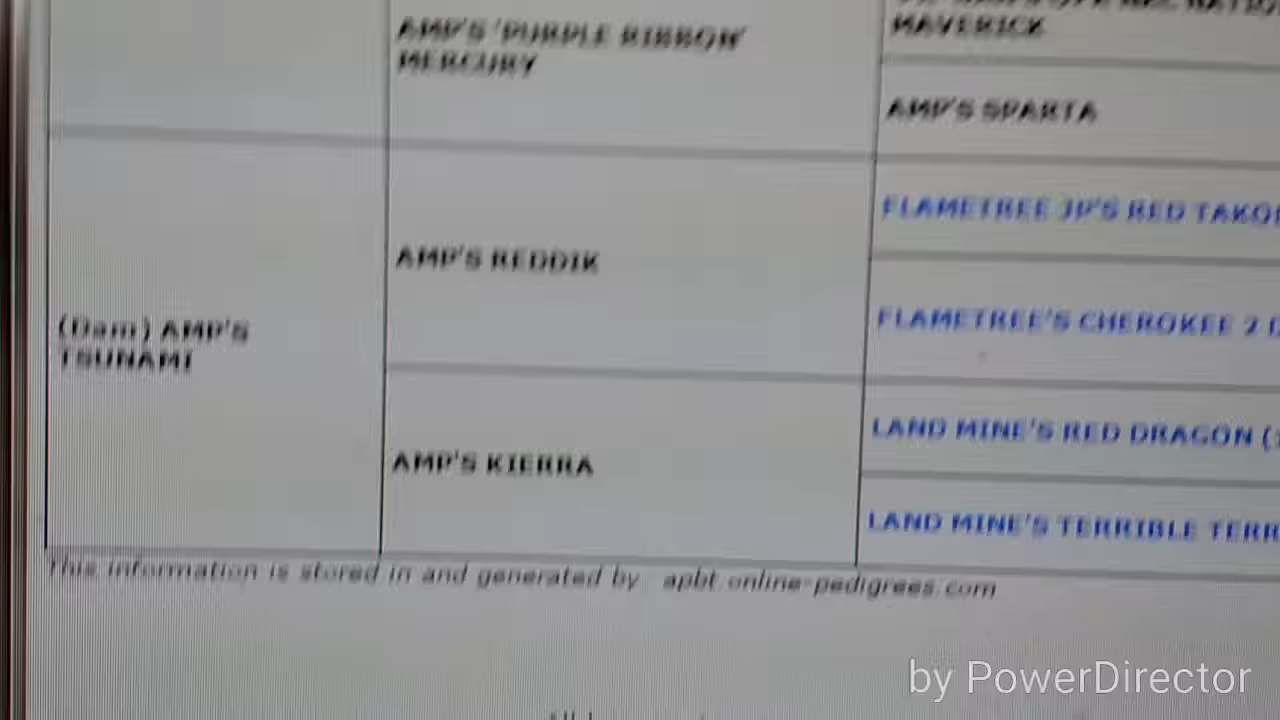 AMP'S 'PURPLE RIBBON'
MERCURY
MAVERICK
AMP'S SPARTA
(Dam) AMP'S
TSUNAMI
AMP'S REDDIK
FLAMETREE JP'S RED
FLAMETREE'S CHEROKEE 2
AMP'S KIERRA
LAND MINE'S RED DRAGON
LAND MINE'S TERRIBLE
This information is stored in and generated by apbt.online-pedigrees.com
by PowerDirector